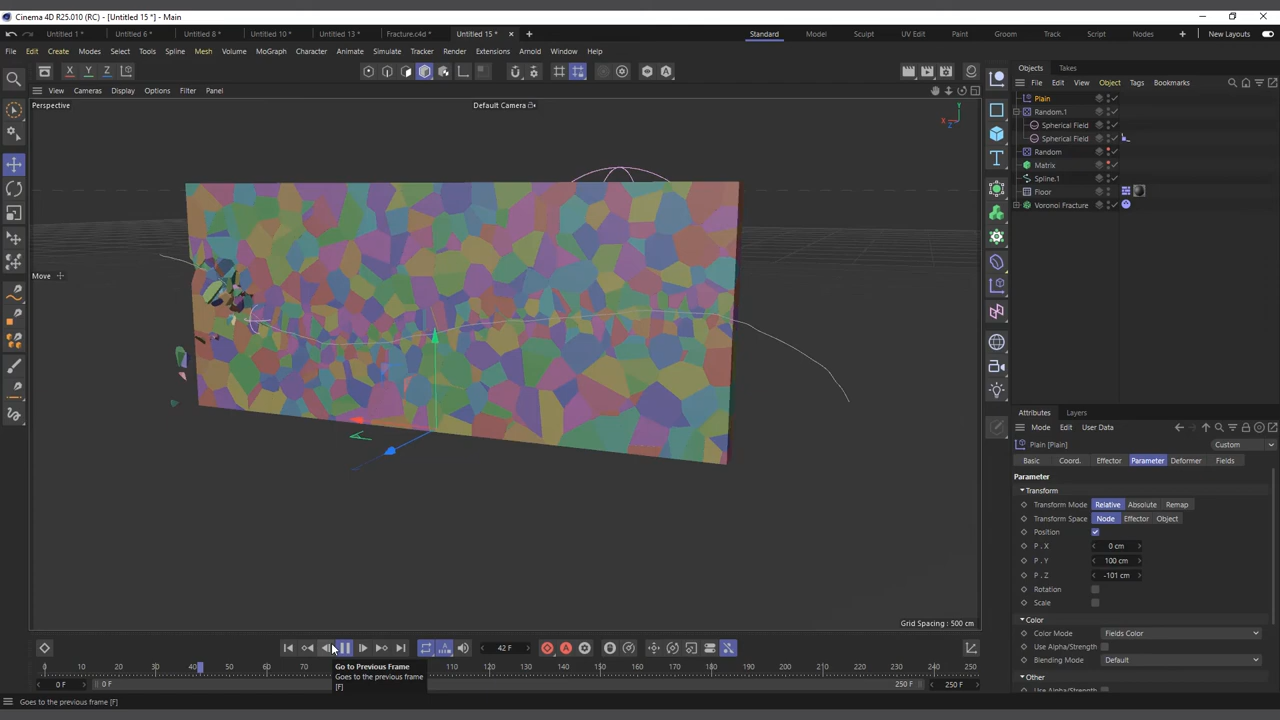 Cinema 4D R25.010 (RC) - [Untitled 15 *] - Main
Untitled 1 * Untitled 6 * Untitled 8 * Untitled 10 * Untitled 13 * Fracture.c4d * Untitled 15 * Standard Model Sculpt UV Edit Paint Groom Track Script Nodes New Layouts
File Edit Create Modes Select Tools Spline Mesh Volume MoGraph Character Animate Simulate Tracker Render Extensions Arnold Window Help
X Y Z
Objects Takes
View Cameras Display Options Filter Panel
File Edit View Object Tags Bookmarks
Perspective
Default Camera
Plain
Random.1
Spherical Field
Spherical Field
Random
Matrix
Spline.1
Floor
Voronoi Fracture
Y
X
Z
Move
Attributes Layers
Mode Edit User Data
Plain [Plain] Custom
Basic Coord. Effector Parameter Deformer Fields
Parameter
Transform
Transform Mode Relative Absolute Remap
Transform Space Node Effector Object
Position
P . X 0 cm
P . Y 100 cm
P . Z -101 cm
Rotation
Scale
Color
Color Mode Fields Color
Use Alpha/Strength
Blending Mode Default
Other
Use Alpha/Strength
Grid Spacing : 500 cm
42 F
0 10 20 30 40 50 60 110 120 130 140 150 160 170 180 190 200 210 220 230 240 250
Go to Previous Frame
Goes to the previous frame
[F]
0 F 0 F 250 F 250 F
Goes to the previous frame [F]